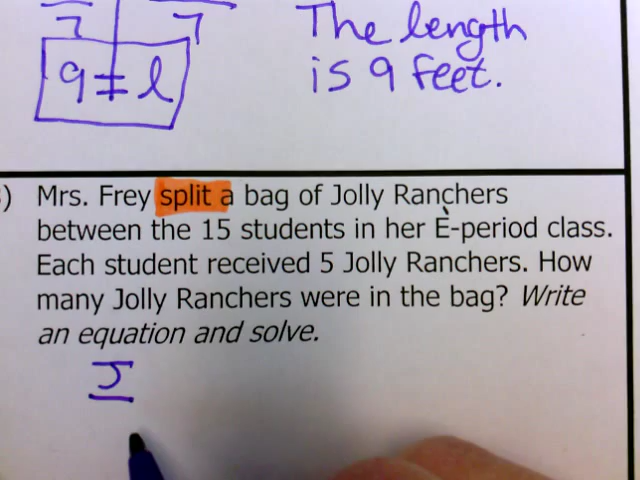 7 7
9 = l
The length
is 9 feet.
) Mrs. Frey split a bag of Jolly Ranchers
between the 15 students in her È-period class.
Each student received 5 Jolly Ranchers. How
many Jolly Ranchers were in the bag? Write
an equation and solve.
J